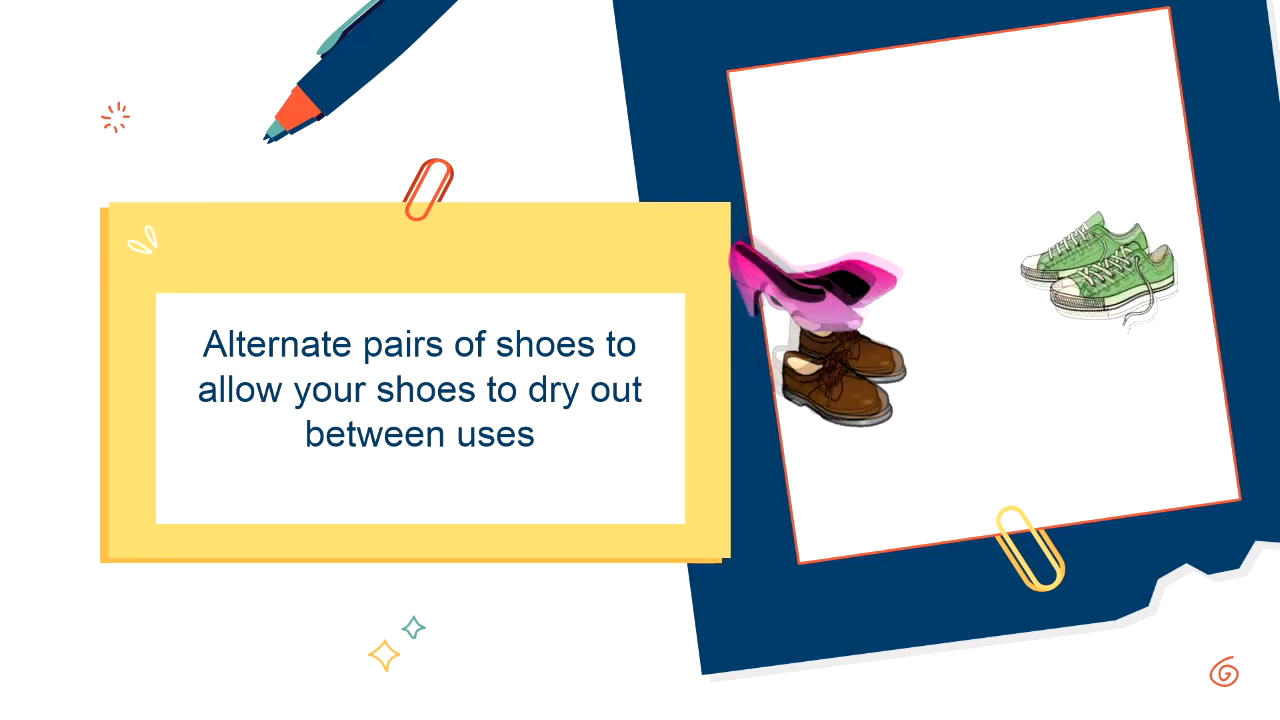 Alternate pairs of shoes to
allow your shoes to dry out
between uses